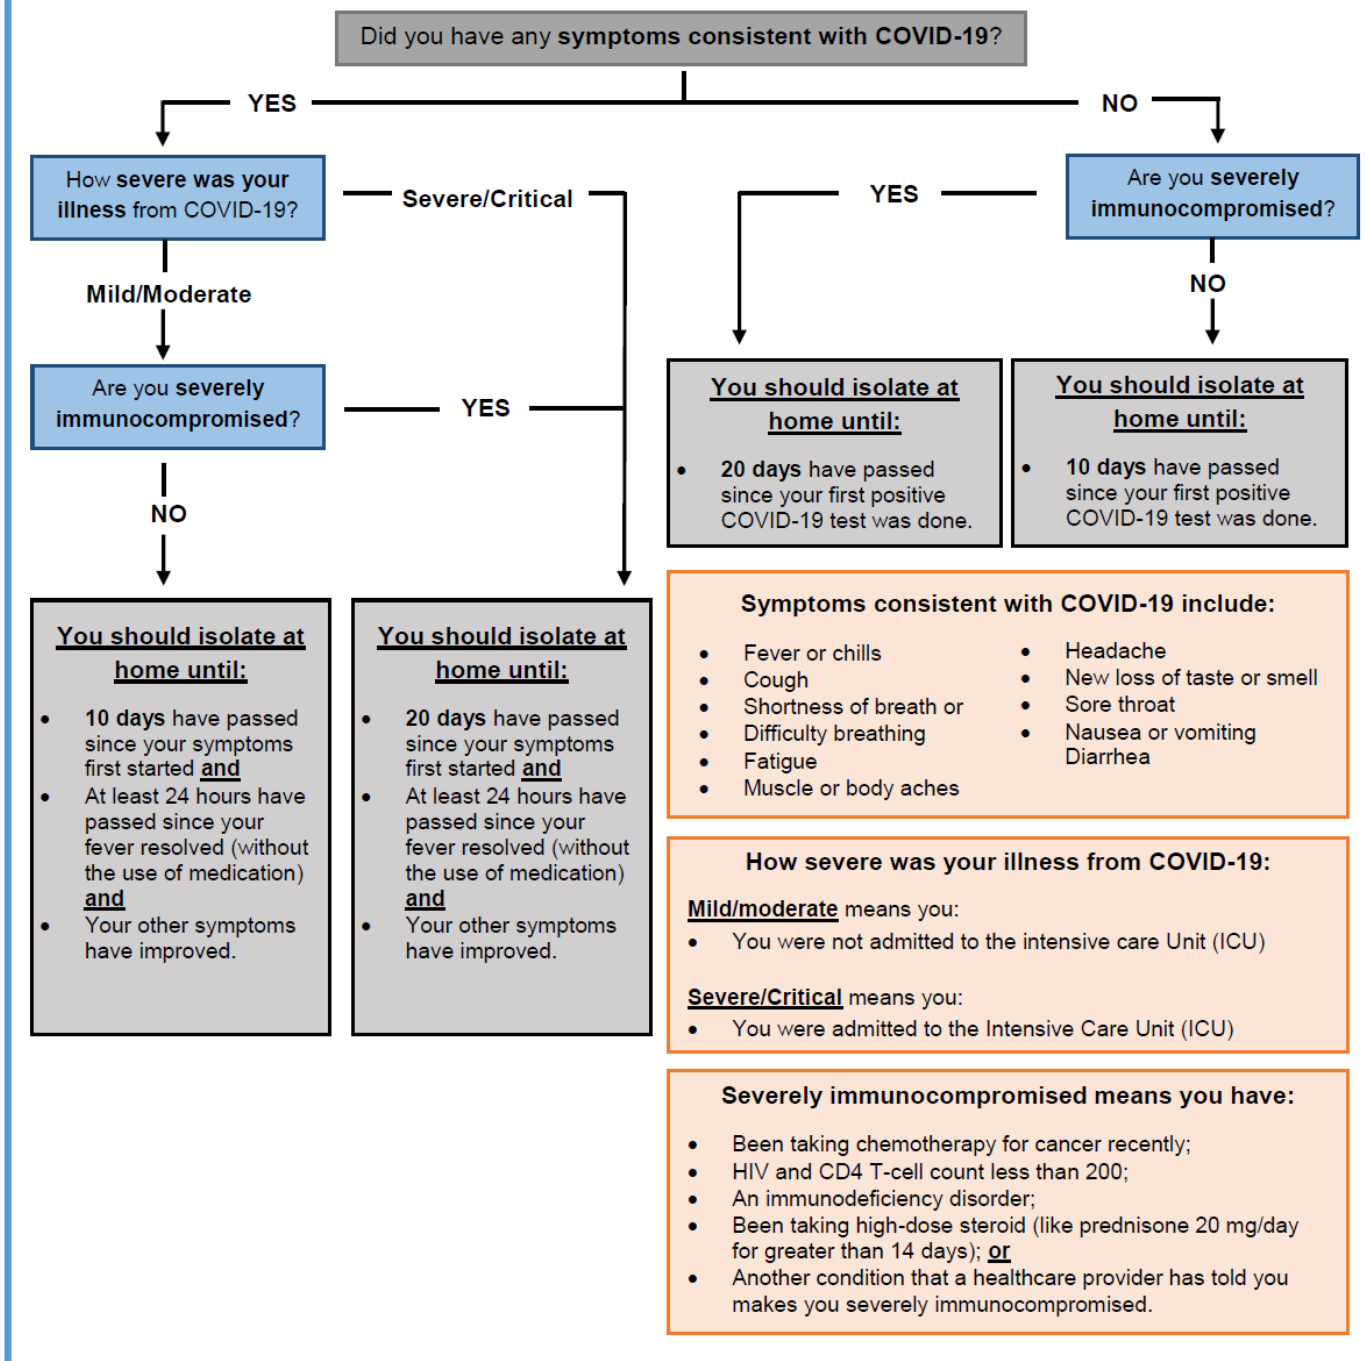 Did you have any symptoms consistent with COVID-19?
YES
NO
How severe was your
illness from COVID-19?
Severe/Critical
YES
Are you severely
immunocompromised?
Mild/Moderate
NO
Are you severely
immunocompromised?
YES
NO
You should isolate at
home until:
• 20 days have passed
since your first positive
COVID-19 test was done.
You should isolate at
home until:
• 10 days have passed
since your first positive
COVID-19 test was done.
You should isolate at
home until:
• 10 days have passed
since your symptoms
first started and
• At least 24 hours have
passed since your
fever resolved (without
the use of medication)
and
• Your other symptoms
have improved.
You should isolate at
home until:
• 20 days have passed
since your symptoms
first started and
• At least 24 hours have
passed since your
fever resolved (without
the use of medication)
and
• Your other symptoms
have improved.
Symptoms consistent with COVID-19 include:
• Fever or chills
• Cough
• Shortness of breath or
• Difficulty breathing
• Fatigue
• Muscle or body aches
• Headache
• New loss of taste or smell
• Sore throat
• Nausea or vomiting
Diarrhea
How severe was your illness from COVID-19:
Mild/moderate means you:
• You were not admitted to the intensive care Unit (ICU)
Severe/Critical means you:
• You were admitted to the Intensive Care Unit (ICU)
Severely immunocompromised means you have:
• Been taking chemotherapy for cancer recently;
• HIV and CD4 T-cell count less than 200;
• An immunodeficiency disorder;
• Been taking high-dose steroid (like prednisone 20 mg/day
for greater than 14 days); or
• Another condition that a healthcare provider has told you
makes you severely immunocompromised.